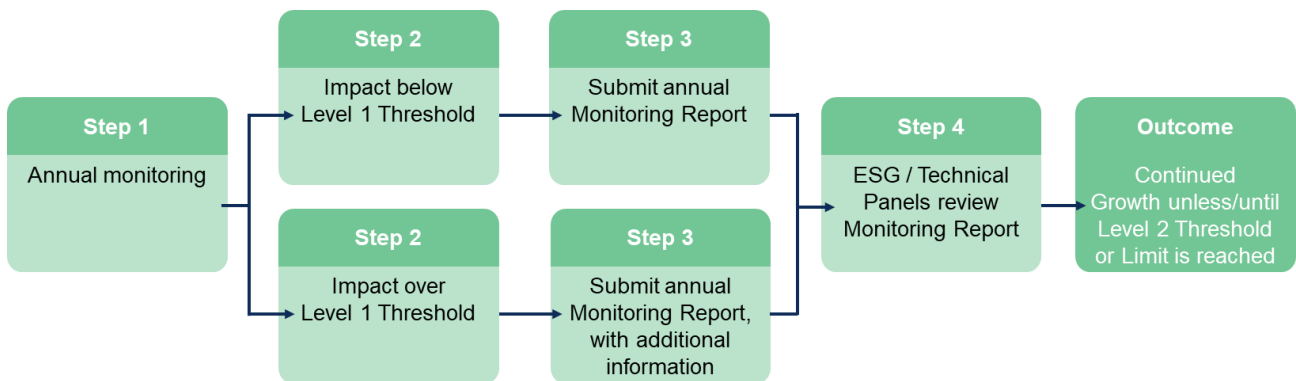 Step 1
Annual monitoring
Step 2
Impact below
Level 1 Threshold
Step 3
Submit annual
Monitoring Report
Step 2
Impact over
Level 1 Threshold
Step 3
Submit annual
Monitoring Report,
with additional
information
Step 4
ESG / Technical
Panels review
Monitoring Report
Outcome
Continued
Growth unless/until
Level 2 Threshold
or Limit is reached